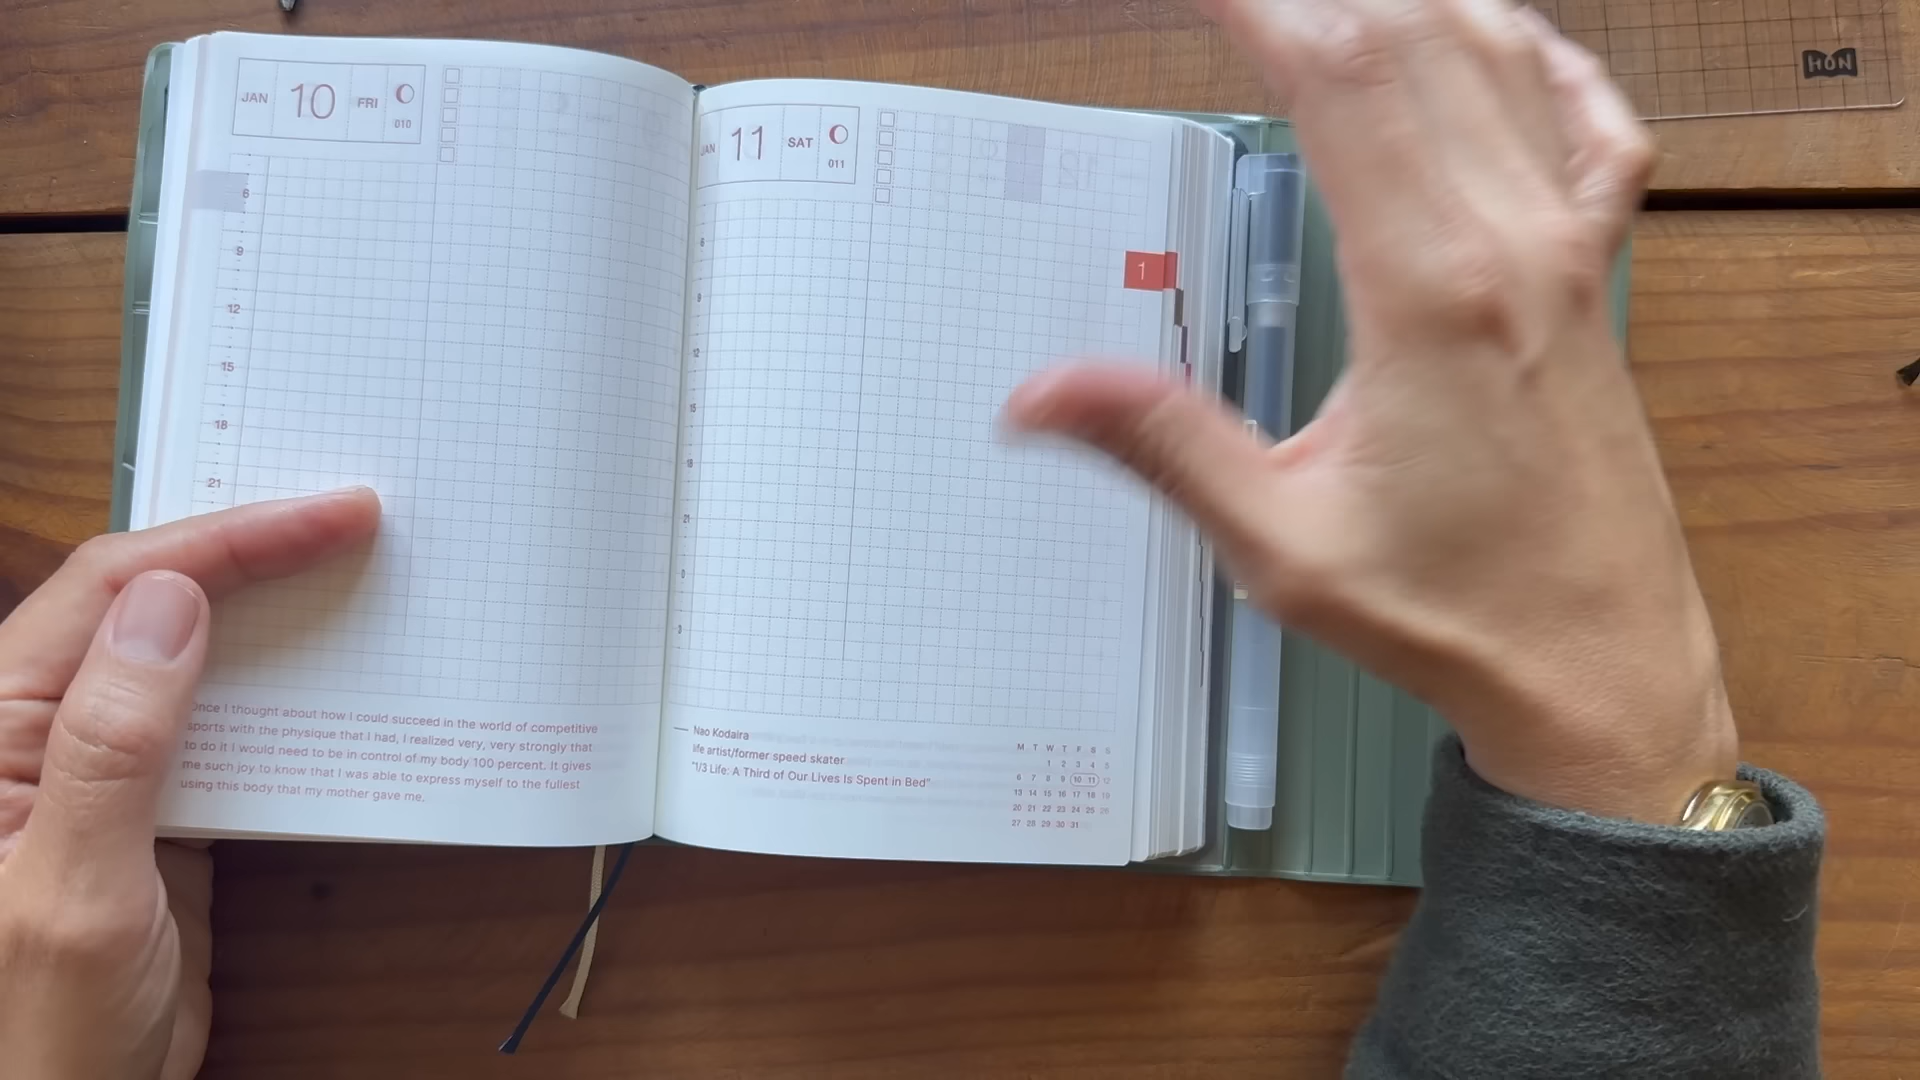 JAN 10 FRI
010
6
9
12
15
18
21
Once I thought about how I could succeed in the world of competitive
sports with the physique that I had, I realized very, very strongly that
to do it I would need to be in control of my body 100 percent. It gives
me such joy to know that I was able to express myself to the fullest
using this body that my mother gave me.
JAN 11 SAT
011
6
9
12
15
18
21
0
3
1
Nao Kodaira
life artist/former speed skater
"1/3 Life: A Third of Our Lives Is Spent in Bed"
M T W T F S S
1 2 3 4 5
6 7 8 9 10 11 12
13 14 15 16 17 18 19
20 21 22 23 24 25 26
27 28 29 30 31
HON